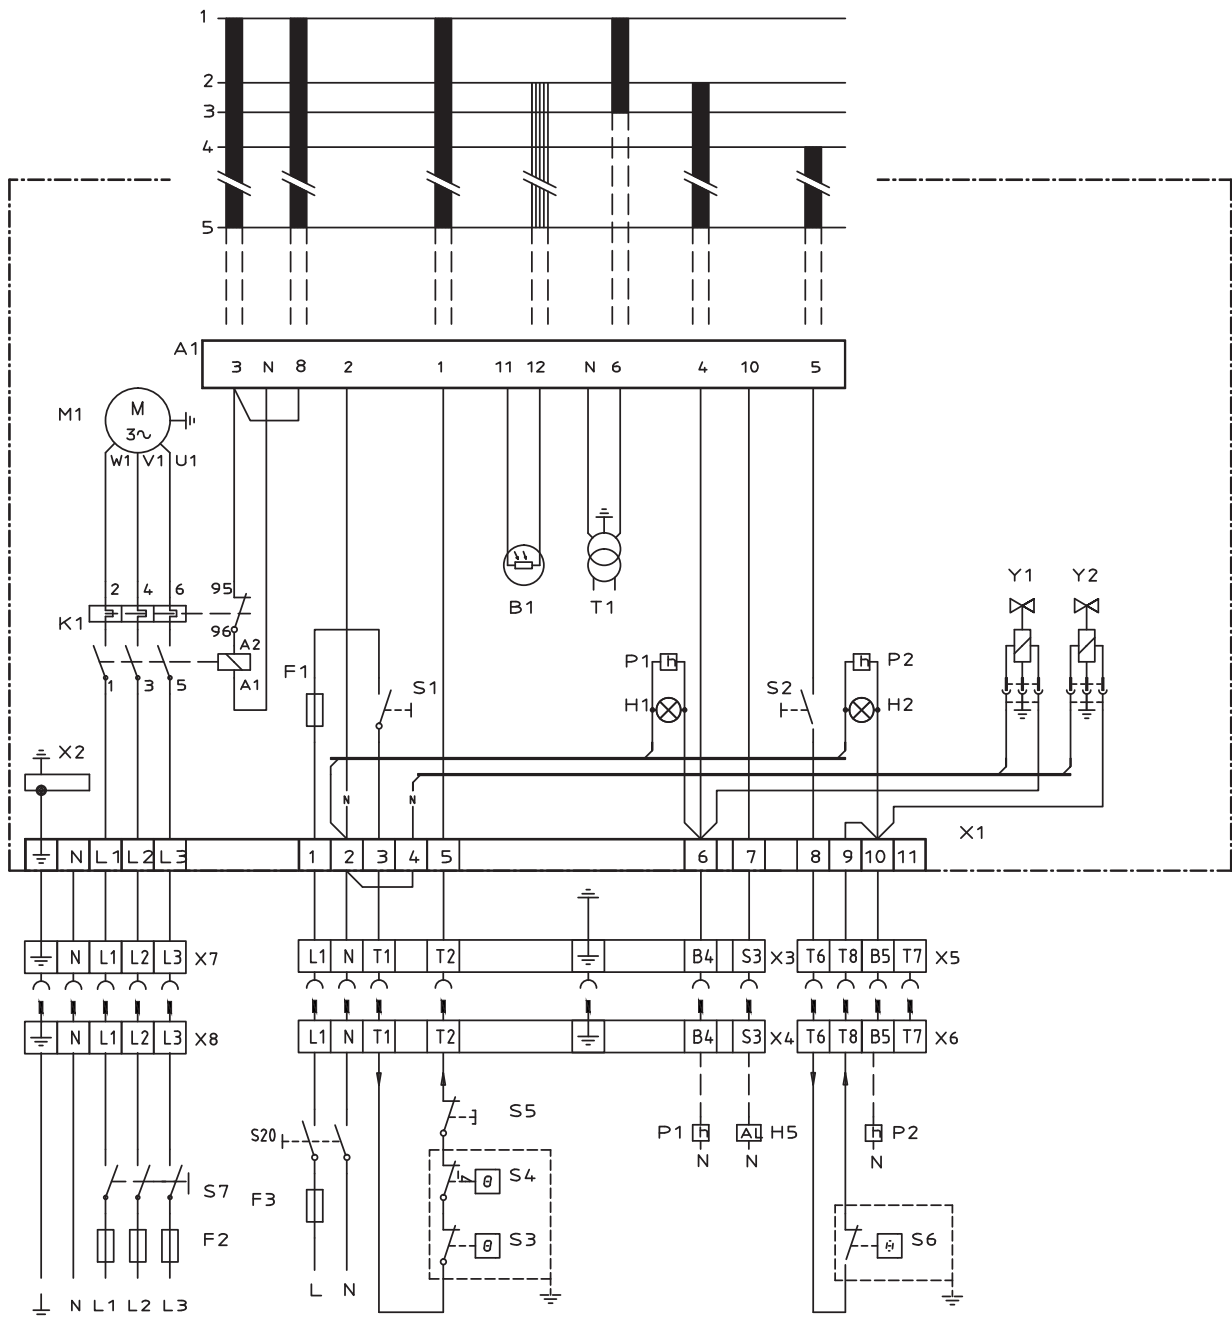 1
2
3
4
5
A1
3 N 8 2 1 11 12 N 6 4 10 5
M1
M
3~
W1 V1 U1
B1
T1
Y1
Y2
2 4 6
95
K1
96
A2
A1
1 3 5
F1
S1
P1
h
H1
S2
h
P2
H2
X2
N
N
X1
N L1 L2 L3 1 2 3 4 5 6 7 8 9 10 11
N L1 L2 L3 X7
L1 N T1 T2 B4 S3 X3
T6 T8 B5 T7 X5
N L1 L2 L3 X8
L1 N T1 T2 B4 S3 X4
T6 T8 B5 T7 X6
S20
S5
P1 h
AL H5
h P2
N
N
N
S7
F3
θ S4
F2
θ S3
S6
L N
N L1 L2 L3